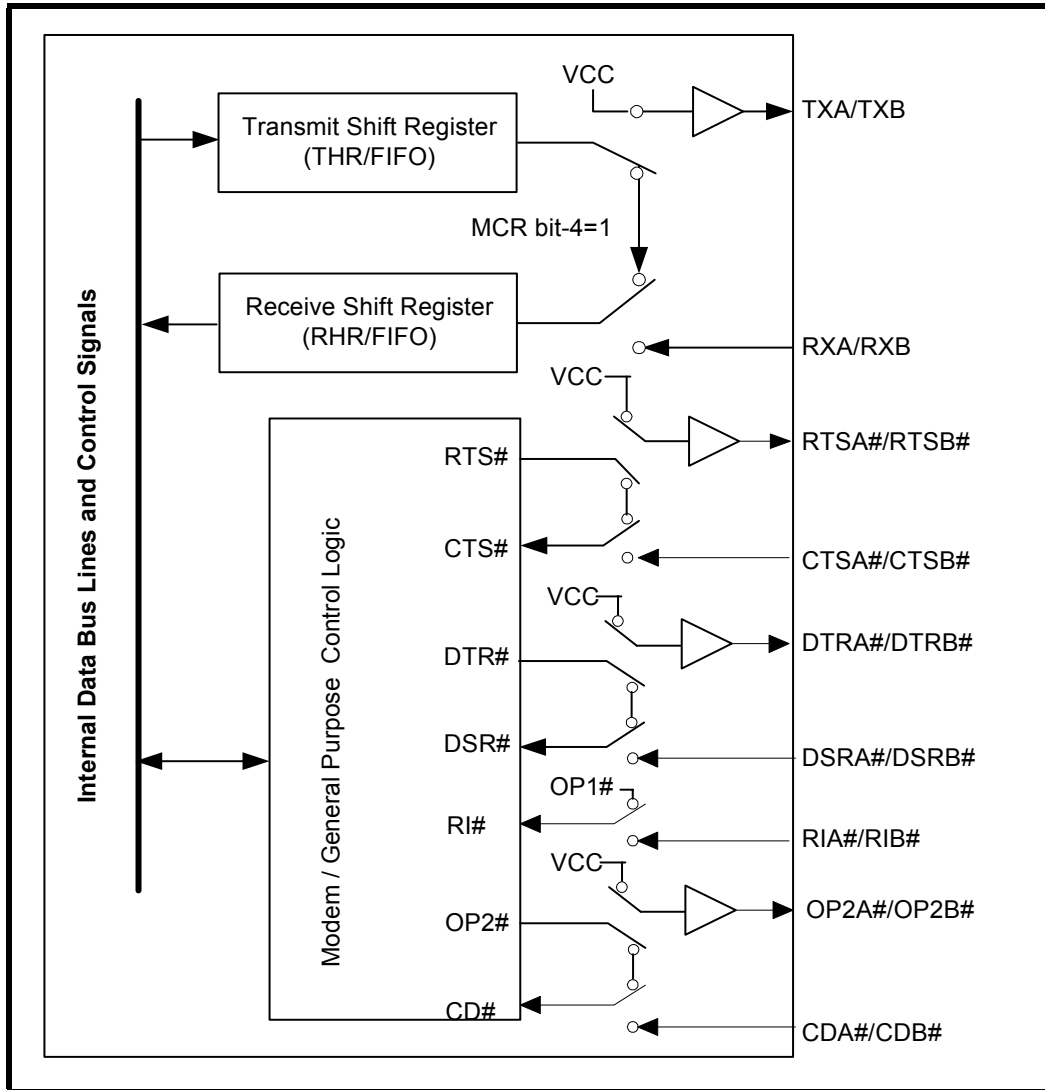 VCC
TXA/TXB
Transmit Shift Register
(THR/FIFO)
MCR bit-4=1
Receive Shift Register
(RHR/FIFO)
RXA/RXB
VCC
RTSA#/RTSB#
RTS#
CTS#
CTSA#/CTSB#
VCC
DTRA#/DTRB#
DTR#
DSR#
DSRA#/DSRB#
OP1#
RI#
RIA#/RIB#
VCC
OP2A#/OP2B#
OP2#
CD#
CDA#/CDB#
Internal Data Bus Lines and Control Signals
Modem / General Purpose Control Logic